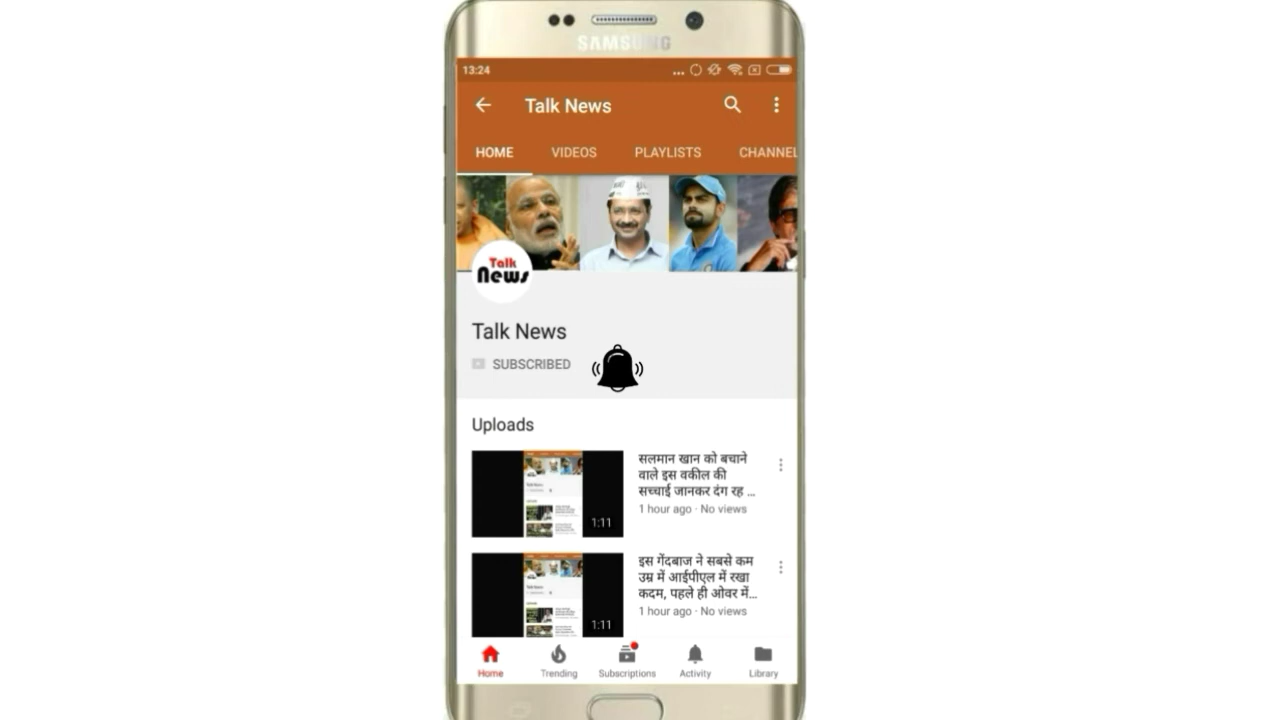 SAMSUNG
13:24
Talk News
HOME VIDEOS PLAYLISTS CHANNEL
Talk
News
Talk News
SUBSCRIBED
Uploads
सलमान खान को बचाने
वाले इस वकील की
सच्चाई जानकर दंग रह ...
1 hour ago · No views
1:11
इस गेंदबाज ने सबसे कम
उम्र में आईपीएल में रखा
कदम, पहले ही ओवर में...
1 hour ago · No views
1:11
Home Trending Subscriptions Activity Library